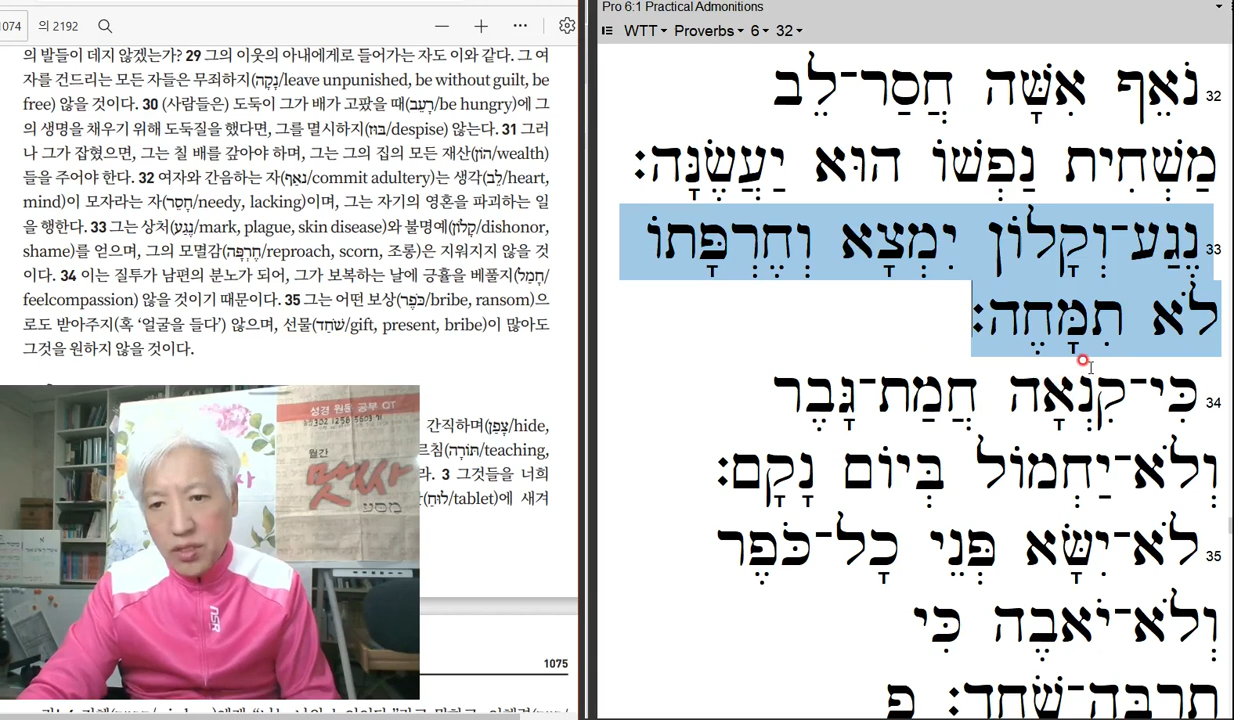 1074 의 2192
의 발들이 데지 않겠는가? 29 그의 이웃의 아내에게로 들어가는 자도 이와 같다. 그 여
자를 건드리는 모든 자들은 무죄하지(נָקָה/leave unpunished, be without guilt, be
free) 않을 것이다. 30 (사람들은) 도둑이 그가 배가 고팠을 때(רָעֵב/be hungry)에 그
의 생명을 채우기 위해 도둑질을 했다면, 그를 멸시하지(בּוּז/despise) 않는다. 31 그러
나 그가 잡혔으면, 그는 칠 배를 갚아야 하며, 그는 그의 집의 모든 재산(הוֹן/wealth)
들을 주어야 한다. 32 여자와 간음하는 자(נָאַף/commit adultery)는 생각(לֵב/heart,
mind)이 모자라는 자(חָסֵר/needy, lacking)이며, 그는 자기의 영혼을 파괴하는 일
을 행한다. 33 그는 상처(נֶגַע/mark, plague, skin disease)와 불명예(קָלוֹן/dishonor,
shame)를 얻으며, 그의 모멸감(חֶרְפָּה/reproach, scorn, 조롱)은 지워지지 않을 것
이다. 34 이는 질투가 남편의 분노가 되어, 그가 보복하는 날에 긍휼을 베풀지(חָמַל/
feelcompassion) 않을 것이기 때문이다. 35 그는 어떤 보상(כֹּפֶר/bribe, ransom)으
로도 받아주지(혹 '얼굴을 들다') 않으며, 선물(שֹׁחַד/gift, present, bribe)이 많아도
그것을 원하지 않을 것이다.
간직하며(צָפַן/hide,
르침(תּוֹרָה/teaching,
라. 3 그것들을 너희
(לוּחַ/tablet)에 새겨
1075
성경 원문 공부 QT
월간
맛싸
מסע
Pro 6:1 Practical Admonitions
WTT Proverbs 6 32
32 נֹאֵף אִשָּׁה חֲסַר־לֵב
מַשְׁחִית נַפְשׁוֹ הוּא יַעֲשֶׂנָּה׃
33 נֶגַע־וְקָלוֹן יִמְצָא וְחֶרְפָּתוֹ
לֹא תִמָּחֶה׃
34 כִּי־קִנְאָה חֲמַת־גָּבֶר
וְלֹא־יַחְמוֹל בְּיוֹם נָקָם׃
35 לֹא־יִשָּׂא פְּנֵי כָל־כֹּפֶר
וְלֹא־יֹאבֶה כִּי
תַרְבֶּה־שֹׁחַד׃ פ